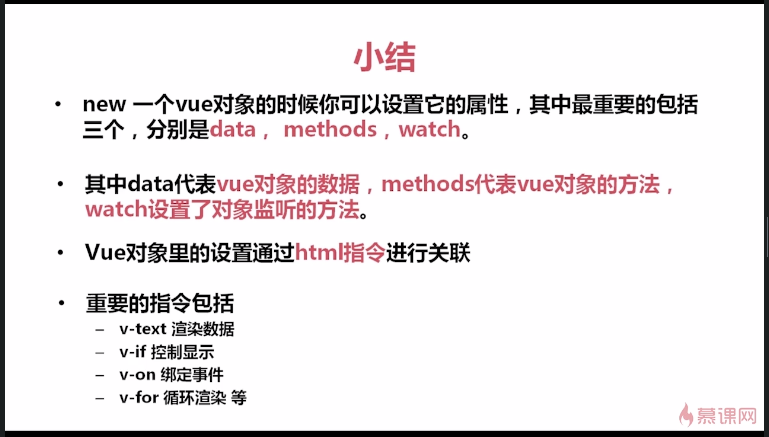 小结
• new 一个vue对象的时候你可以设置它的属性，其中最重要的包括
三个，分别是data， methods，watch。
• 其中data代表vue对象的数据，methods代表vue对象的方法，
watch设置了对象监听的方法。
• Vue对象里的设置通过html指令进行关联
• 重要的指令包括
– v-text 渲染数据
– v-if 控制显示
– v-on 绑定事件
– v-for 循环渲染 等
慕课网